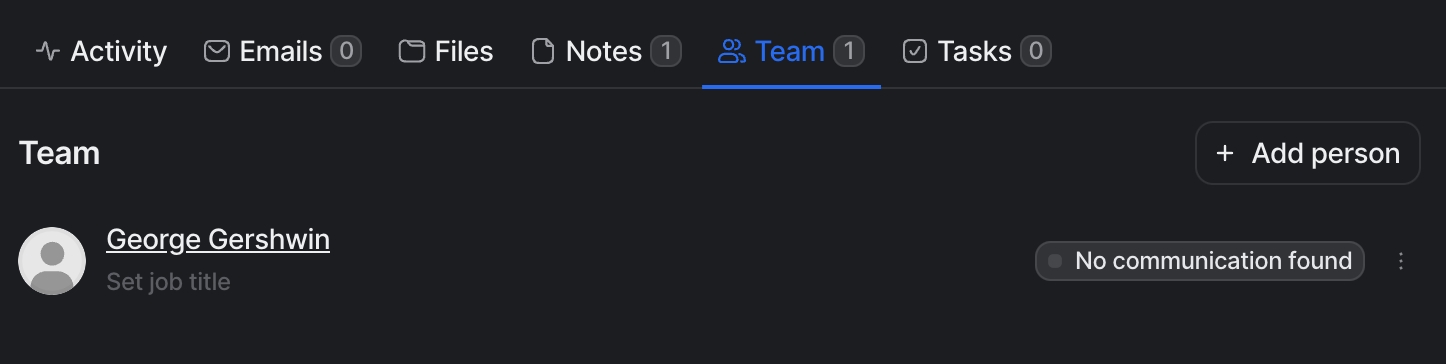 Activity Emails 0 Files Notes 1 Team 1 Tasks 0
Team
+ Add person
George Gershwin
Set job title
No communication found